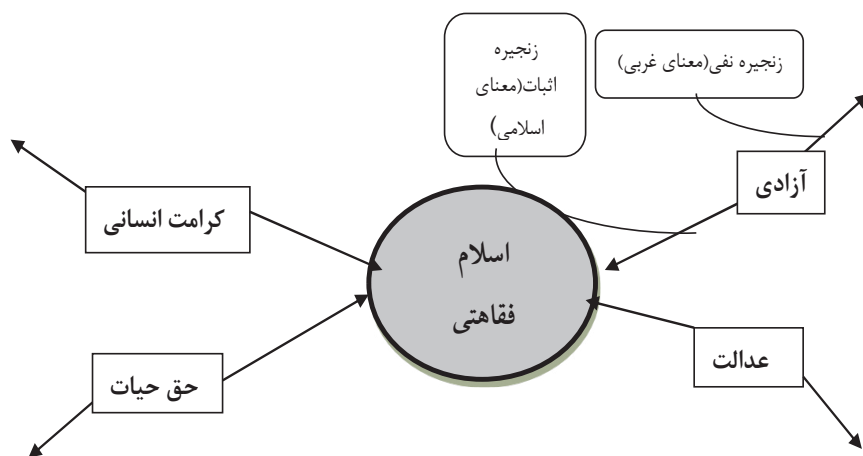 زنجیره
اثبات(معنای
اسلامی)
زنجیره نفی(معنای غربی)
آزادی
کرامت انسانی
اسلام
فقاهتی
عدالت
حق حیات